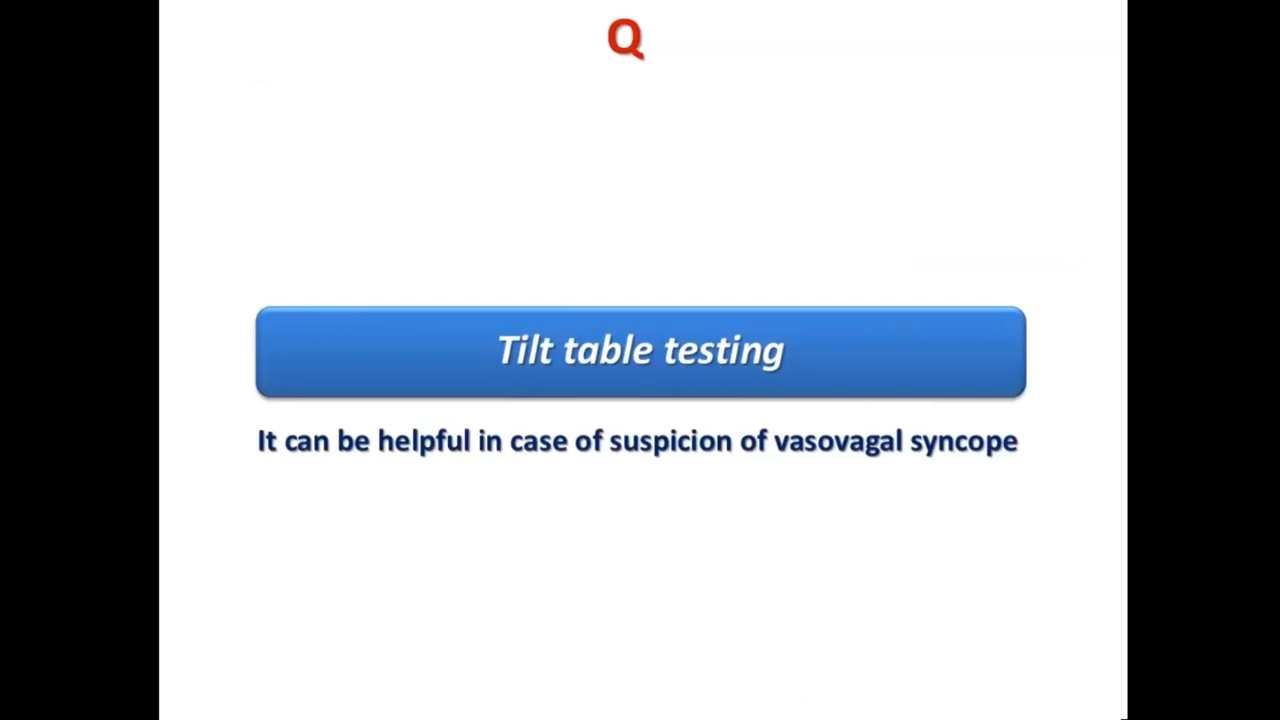 Q
Tilt table testing
It can be helpful in case of suspicion of vasovagal syncope